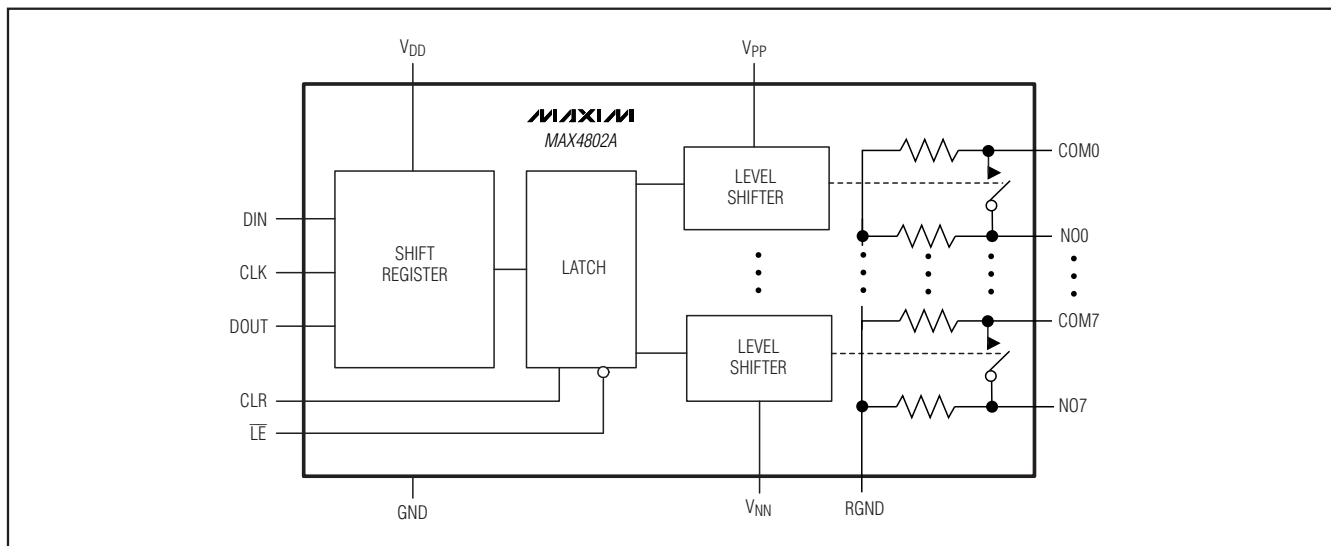 VDD
VPP
MAXIM
MAX4802A
COM0
LEVEL
SHIFTER
DIN
NO0
SHIFT
REGISTER
LATCH
CLK
COM7
DOUT
LEVEL
SHIFTER
CLR
NO7
LE
GND
VNN
RGND